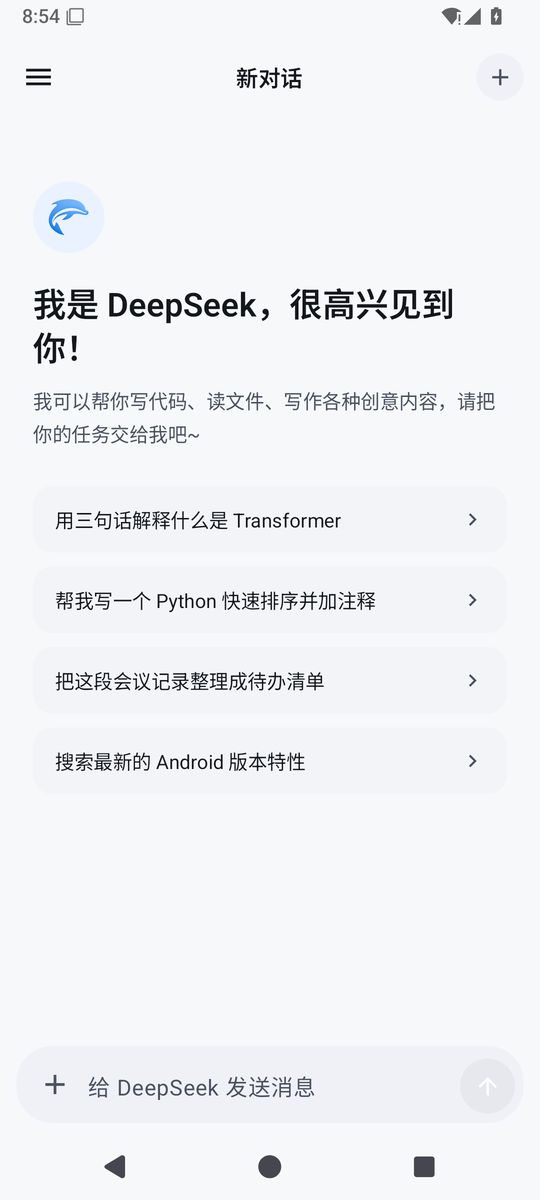 8:54
新对话
我是 DeepSeek，很高兴见到
你！
我可以帮你写代码、读文件、写作各种创意内容，请把
你的任务交给我吧~
用三句话解释什么是 Transformer
帮我写一个 Python 快速排序并加注释
把这段会议记录整理成待办清单
搜索最新的 Android 版本特性
给 DeepSeek 发送消息